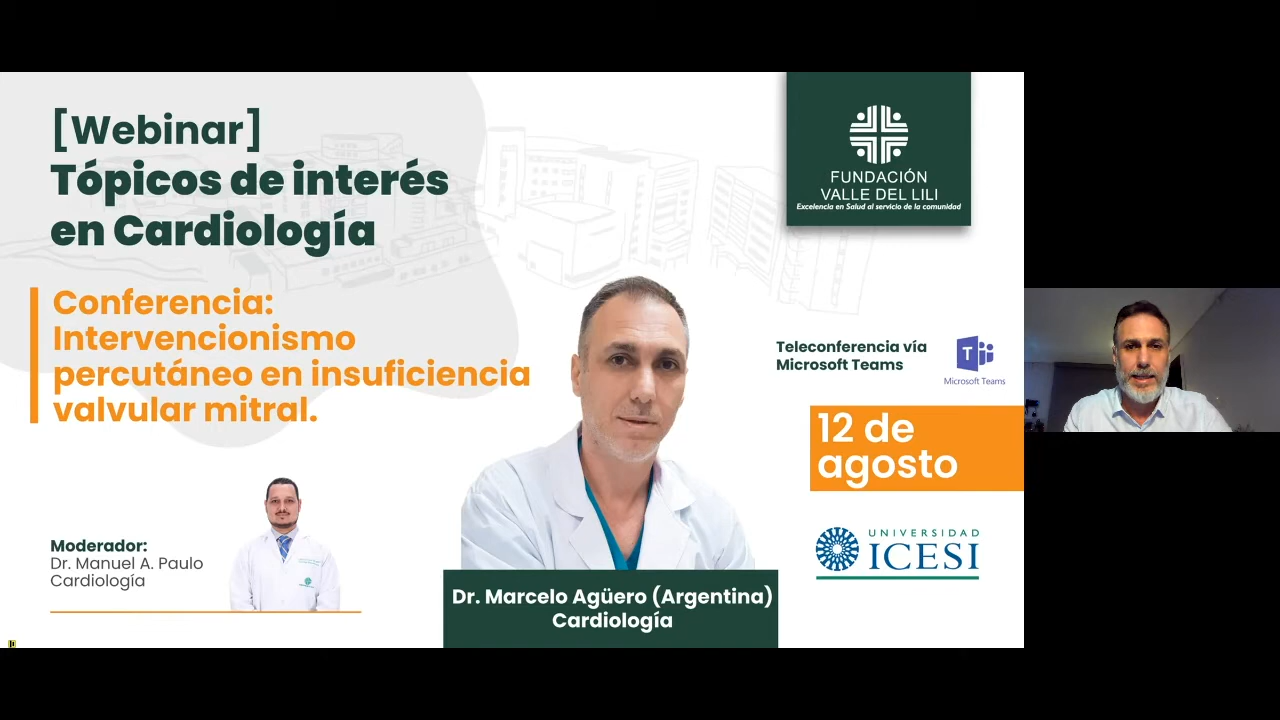 [Webinar]
Tópicos de interés
en Cardiología
Conferencia:
Intervencionismo
percutáneo en insuficiencia
valvular mitral.
Moderador:
Dr. Manuel A. Paulo
Cardiología
Dr. Marcelo Agüero (Argentina)
Cardiología
FUNDACIÓN
VALLE DEL LILI
Excelencia en Salud al servicio de la comunidad
Teleconferencia vía
Microsoft Teams
T
Microsoft Teams
12 de
agosto
UNIVERSIDAD
ICESI